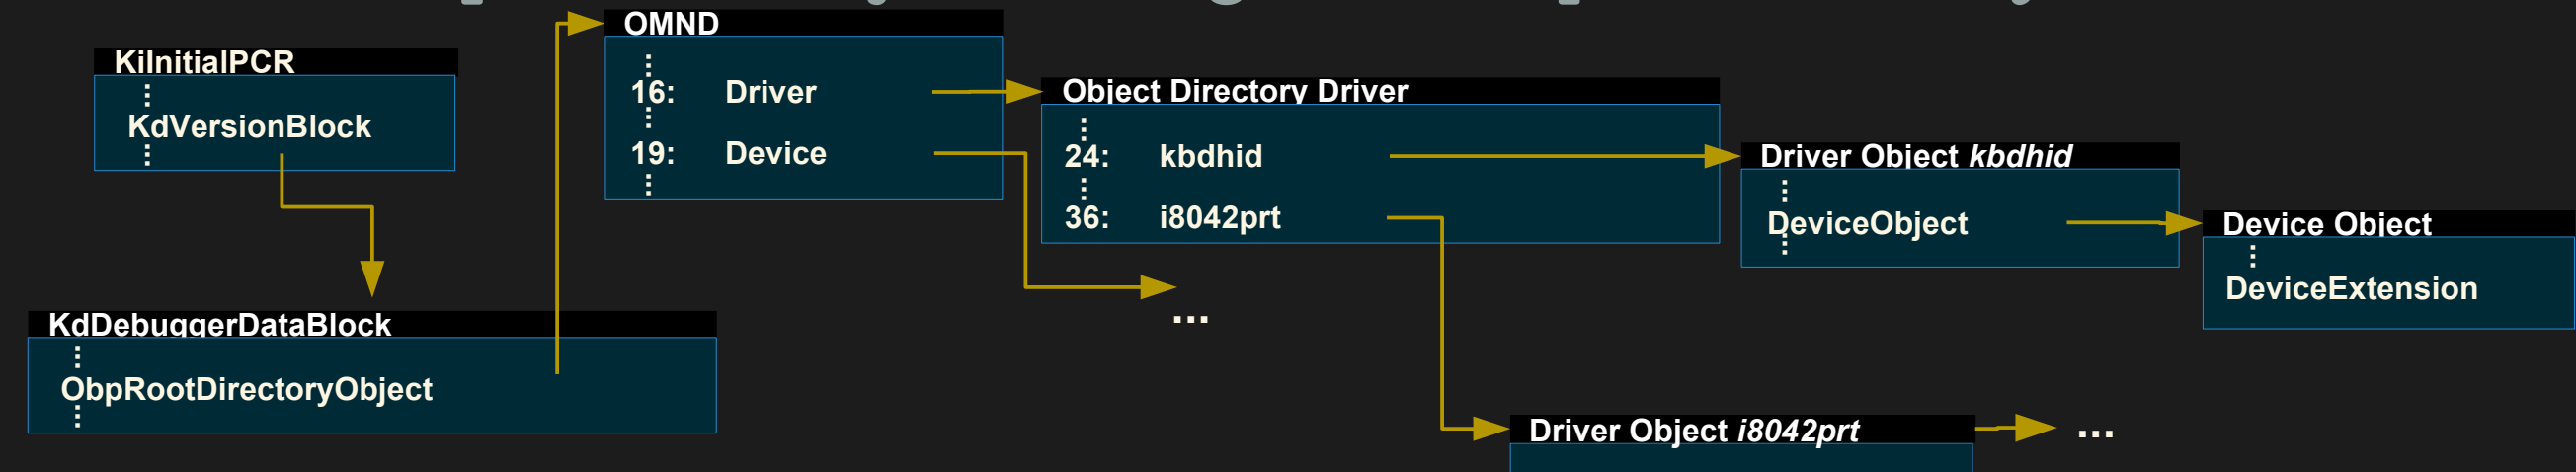 KiInitialPCR
KdVersionBlock
KdDebuggerDataBlock
ObpRootDirectoryObject
OMND
16: Driver
19: Device
...
Object Directory Driver
24: kbdhid
36: i8042prt
Driver Object kbdhid
DeviceObject
Device Object
DeviceExtension
Driver Object i8042prt
...